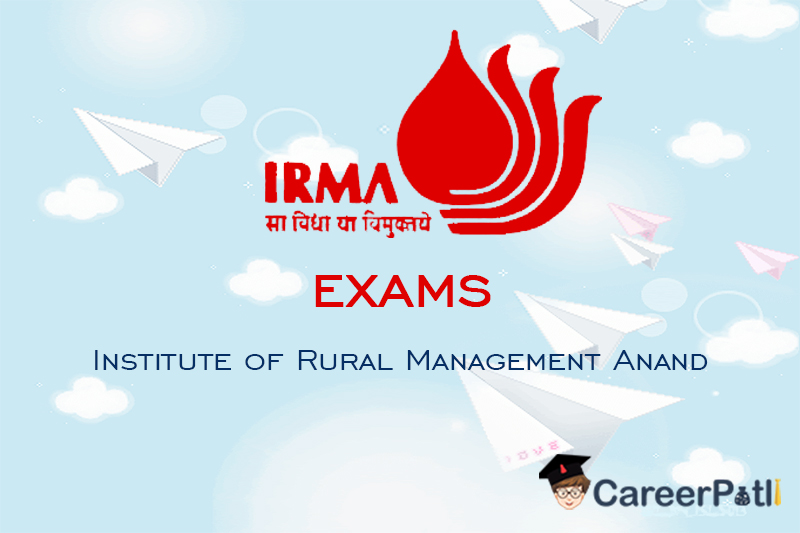 IRMA
सा विद्या या विमुक्तये
EXAMS
Institute of Rural Management Anand
CareerPatli